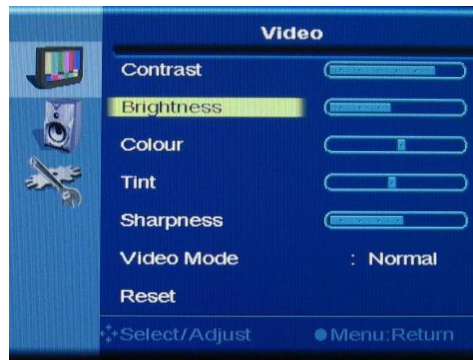 Video
Contrast
Brightness
Colour
Tint
Sharpness
Video Mode : Normal
Reset
Select/Adjust Menu:Return